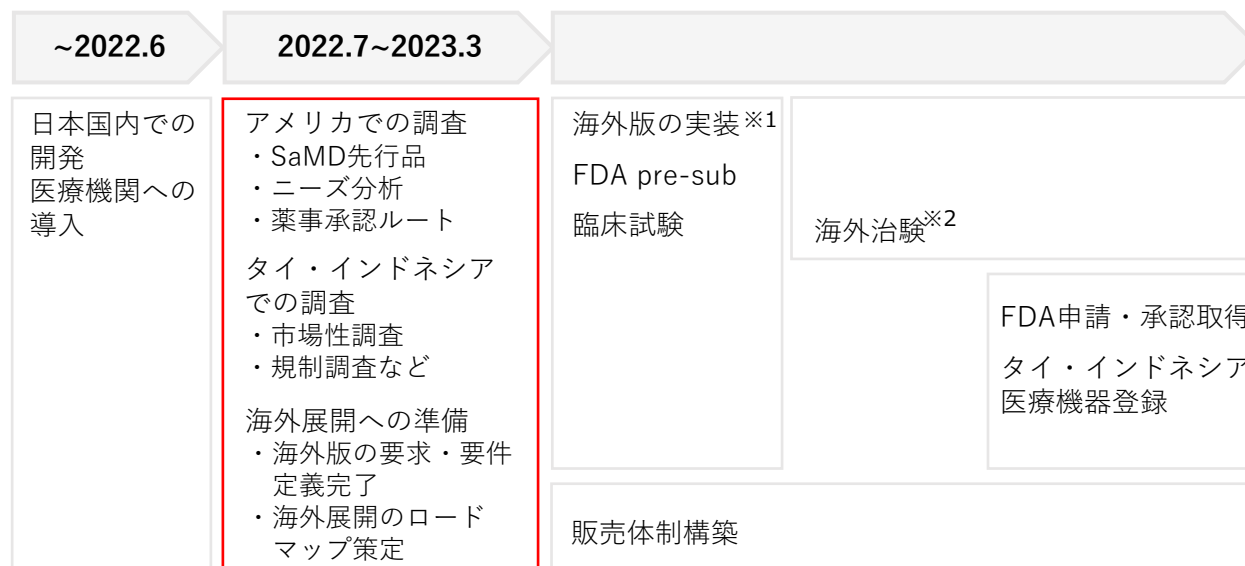 ~2022.6
2022.7~2023.3
日本国内での
開発
医療機関への
導入
アメリカでの調査
・SaMD先行品
・ニーズ分析
・薬事承認ルート
タイ・インドネシア
での調査
・市場性調査
・規制調査など
海外展開への準備
・海外版の要求・要件
定義完了
・海外展開のロード
マップ策定
海外版の実装※1
FDA pre-sub
臨床試験
海外治験※2
FDA申請・承認取得
タイ・インドネシア
医療機器登録
販売体制構築